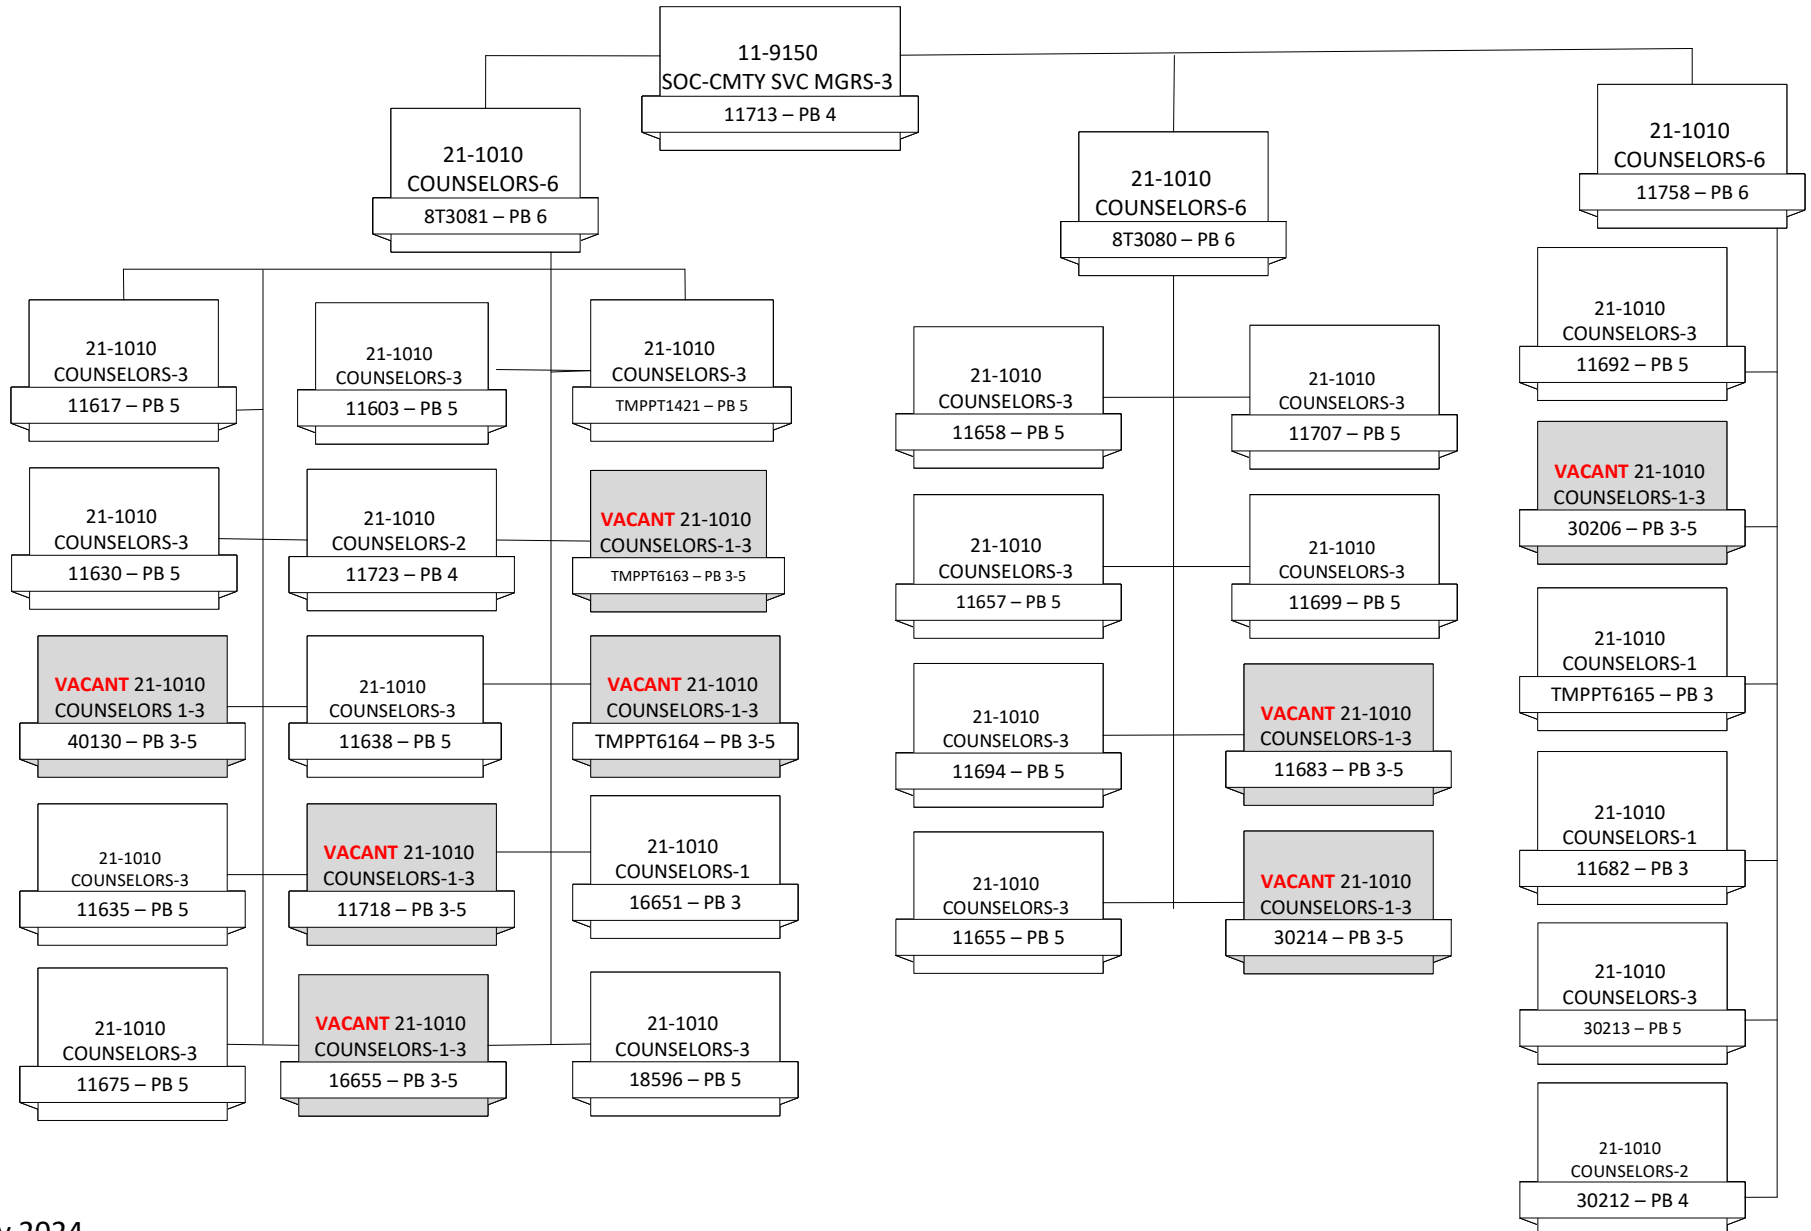 11-9150
SOC-CMTY SVC MGRS-3
11713 – PB 4
21-1010
COUNSELORS-6
8T3081 – PB 6
21-1010
COUNSELORS-6
8T3080 – PB 6
21-1010
COUNSELORS-6
11758 – PB 6
21-1010
COUNSELORS-3
11617 – PB 5
21-1010
COUNSELORS-3
11603 – PB 5
21-1010
COUNSELORS-3
TMPPT1421 – PB 5
21-1010
COUNSELORS-3
11630 – PB 5
21-1010
COUNSELORS-2
11723 – PB 4
VACANT 21-1010
COUNSELORS-1-3
TMPPT6163 – PB 3-5
VACANT 21-1010
COUNSELORS 1-3
40130 – PB 3-5
21-1010
COUNSELORS-3
11638 – PB 5
VACANT 21-1010
COUNSELORS-1-3
TMPPT6164 – PB 3-5
21-1010
COUNSELORS-3
11635 – PB 5
VACANT 21-1010
COUNSELORS-1-3
11718 – PB 3-5
21-1010
COUNSELORS-1
16651 – PB 3
21-1010
COUNSELORS-3
11675 – PB 5
VACANT 21-1010
COUNSELORS-1-3
16655 – PB 3-5
21-1010
COUNSELORS-3
18596 – PB 5
21-1010
COUNSELORS-3
11658 – PB 5
21-1010
COUNSELORS-3
11707 – PB 5
21-1010
COUNSELORS-3
11657 – PB 5
21-1010
COUNSELORS-3
11699 – PB 5
21-1010
COUNSELORS-3
11694 – PB 5
VACANT 21-1010
COUNSELORS-1-3
11683 – PB 3-5
21-1010
COUNSELORS-3
11655 – PB 5
VACANT 21-1010
COUNSELORS-1-3
30214 – PB 3-5
21-1010
COUNSELORS-3
11692 – PB 5
VACANT 21-1010
COUNSELORS-1-3
30206 – PB 3-5
21-1010
COUNSELORS-1
TMPPT6165 – PB 3
21-1010
COUNSELORS-1
11682 – PB 3
21-1010
COUNSELORS-3
30213 – PB 5
21-1010
COUNSELORS-2
30212 – PB 4
2024